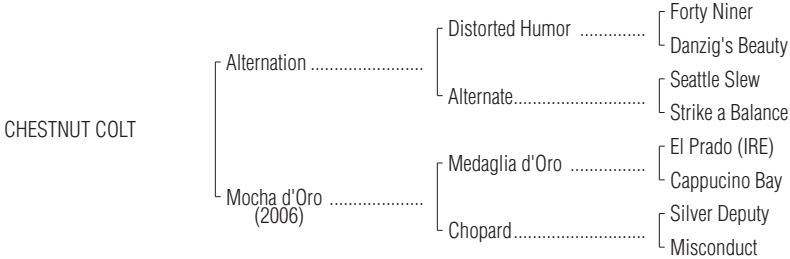 Forty Niner
Distorted Humor ..............
Danzig's Beauty
Alternation ........................
Seattle Slew
Alternate............................
Strike a Balance
CHESTNUT COLT
El Prado (IRE)
Medaglia d'Oro ................
Cappucino Bay
Mocha d'Oro ....................
(2006)
Silver Deputy
Chopard............................
Misconduct